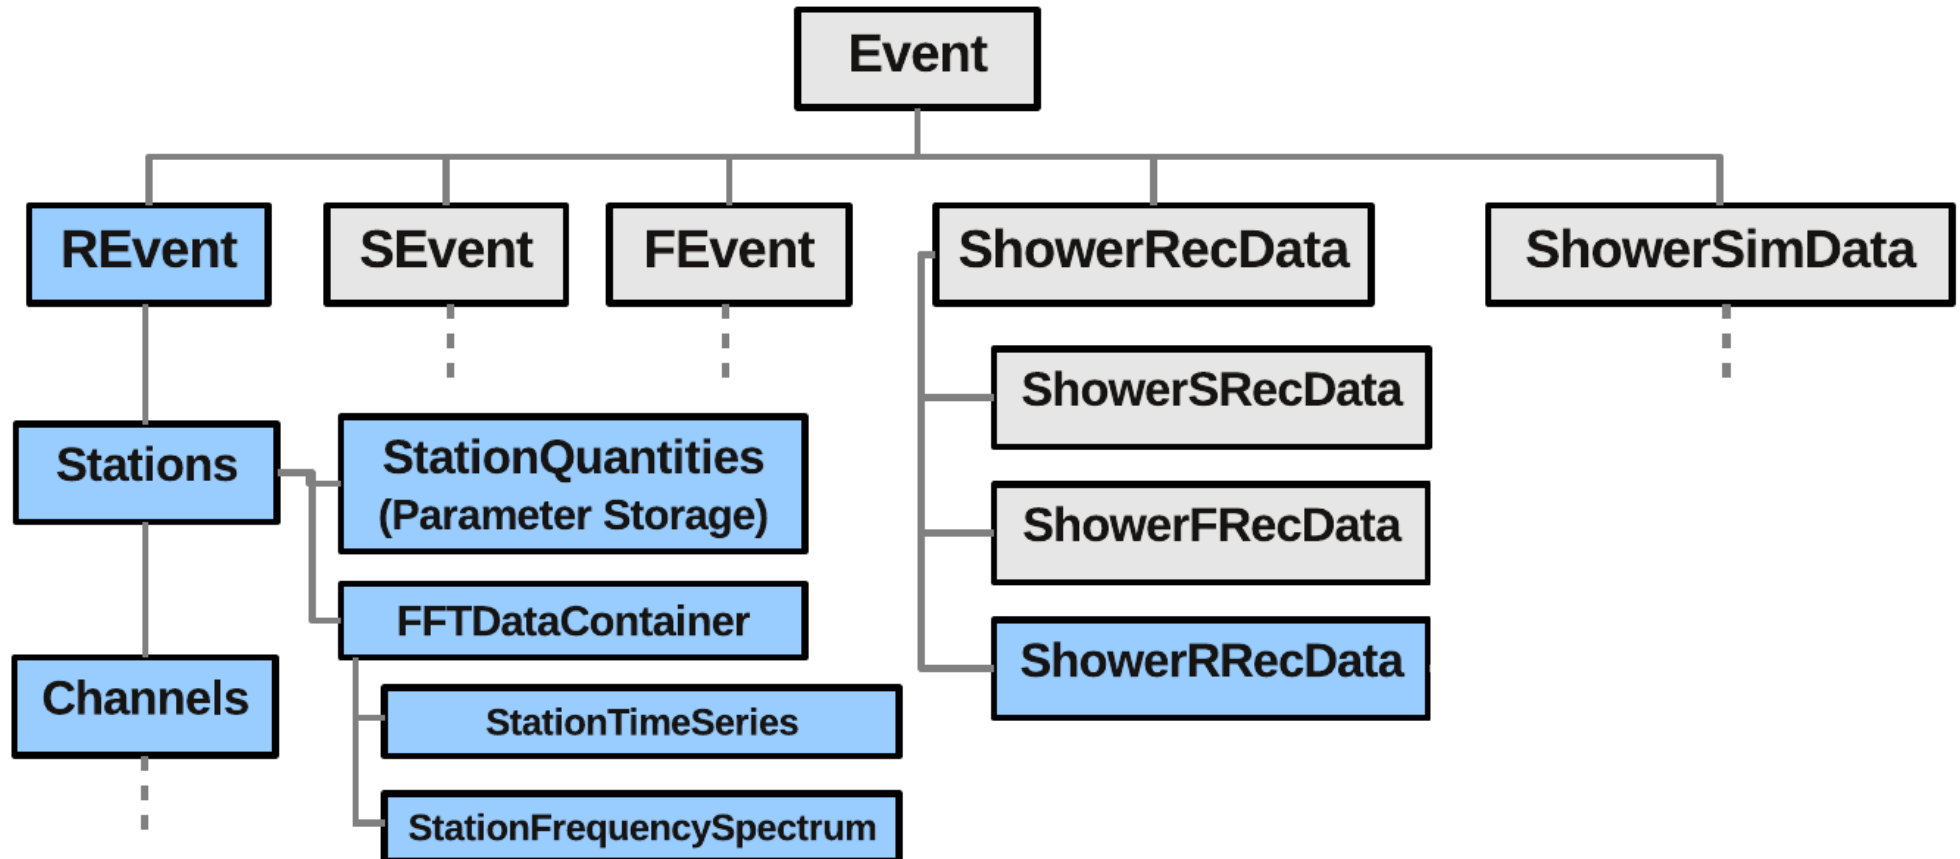 Event
REvent
SEvent
FEvent
ShowerRecData
ShowerSimData
ShowerSRecData
Stations
StationQuantities
(Parameter Storage)
ShowerFRecData
FFTDataContainer
ShowerRRecData
Channels
StationTimeSeries
StationFrequencySpectrum